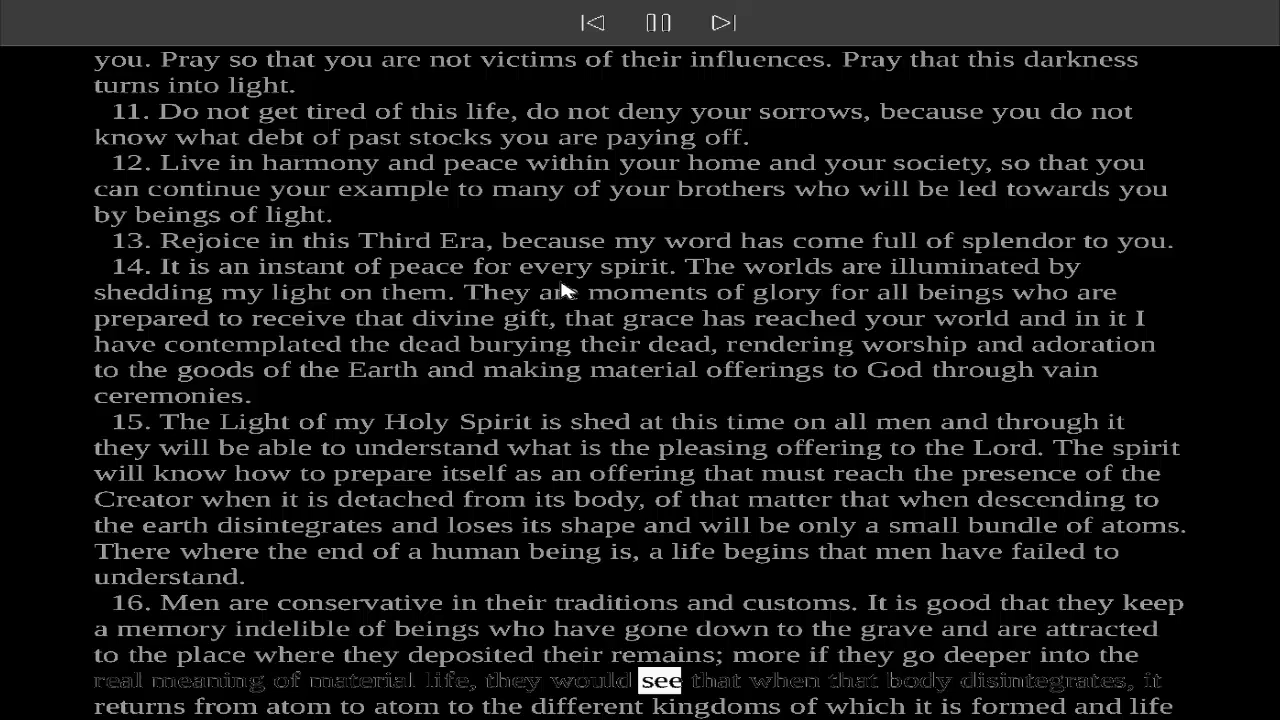 you. Pray so that you are not victims of their influences. Pray that this darkness
turns into light.
11. Do not get tired of this life, do not deny your sorrows, because you do not
know what debt of past stocks you are paying off.
12. Live in harmony and peace within your home and your society, so that you
can continue your example to many of your brothers who will be led towards you
by beings of light.
13. Rejoice in this Third Era, because my word has come full of splendor to you.
14. It is an instant of peace for every spirit. The worlds are illuminated by
shedding my light on them. They are moments of glory for all beings who are
prepared to receive that divine gift, that grace has reached your world and in it I
have contemplated the dead burying their dead, rendering worship and adoration
to the goods of the Earth and making material offerings to God through vain
ceremonies.
15. The Light of my Holy Spirit is shed at this time on all men and through it
they will be able to understand what is the pleasing offering to the Lord. The spirit
will know how to prepare itself as an offering that must reach the presence of the
Creator when it is detached from its body, of that matter that when descending to
the earth disintegrates and loses its shape and will be only a small bundle of atoms.
There where the end of a human being is, a life begins that men have failed to
understand.
16. Men are conservative in their traditions and customs. It is good that they keep
a memory indelible of beings who have gone down to the grave and are attracted
to the place where they deposited their remains; more if they go deeper into the
real meaning of material life, they would see that when that body disintegrates, it
returns from atom to atom to the different kingdoms of which it is formed and life